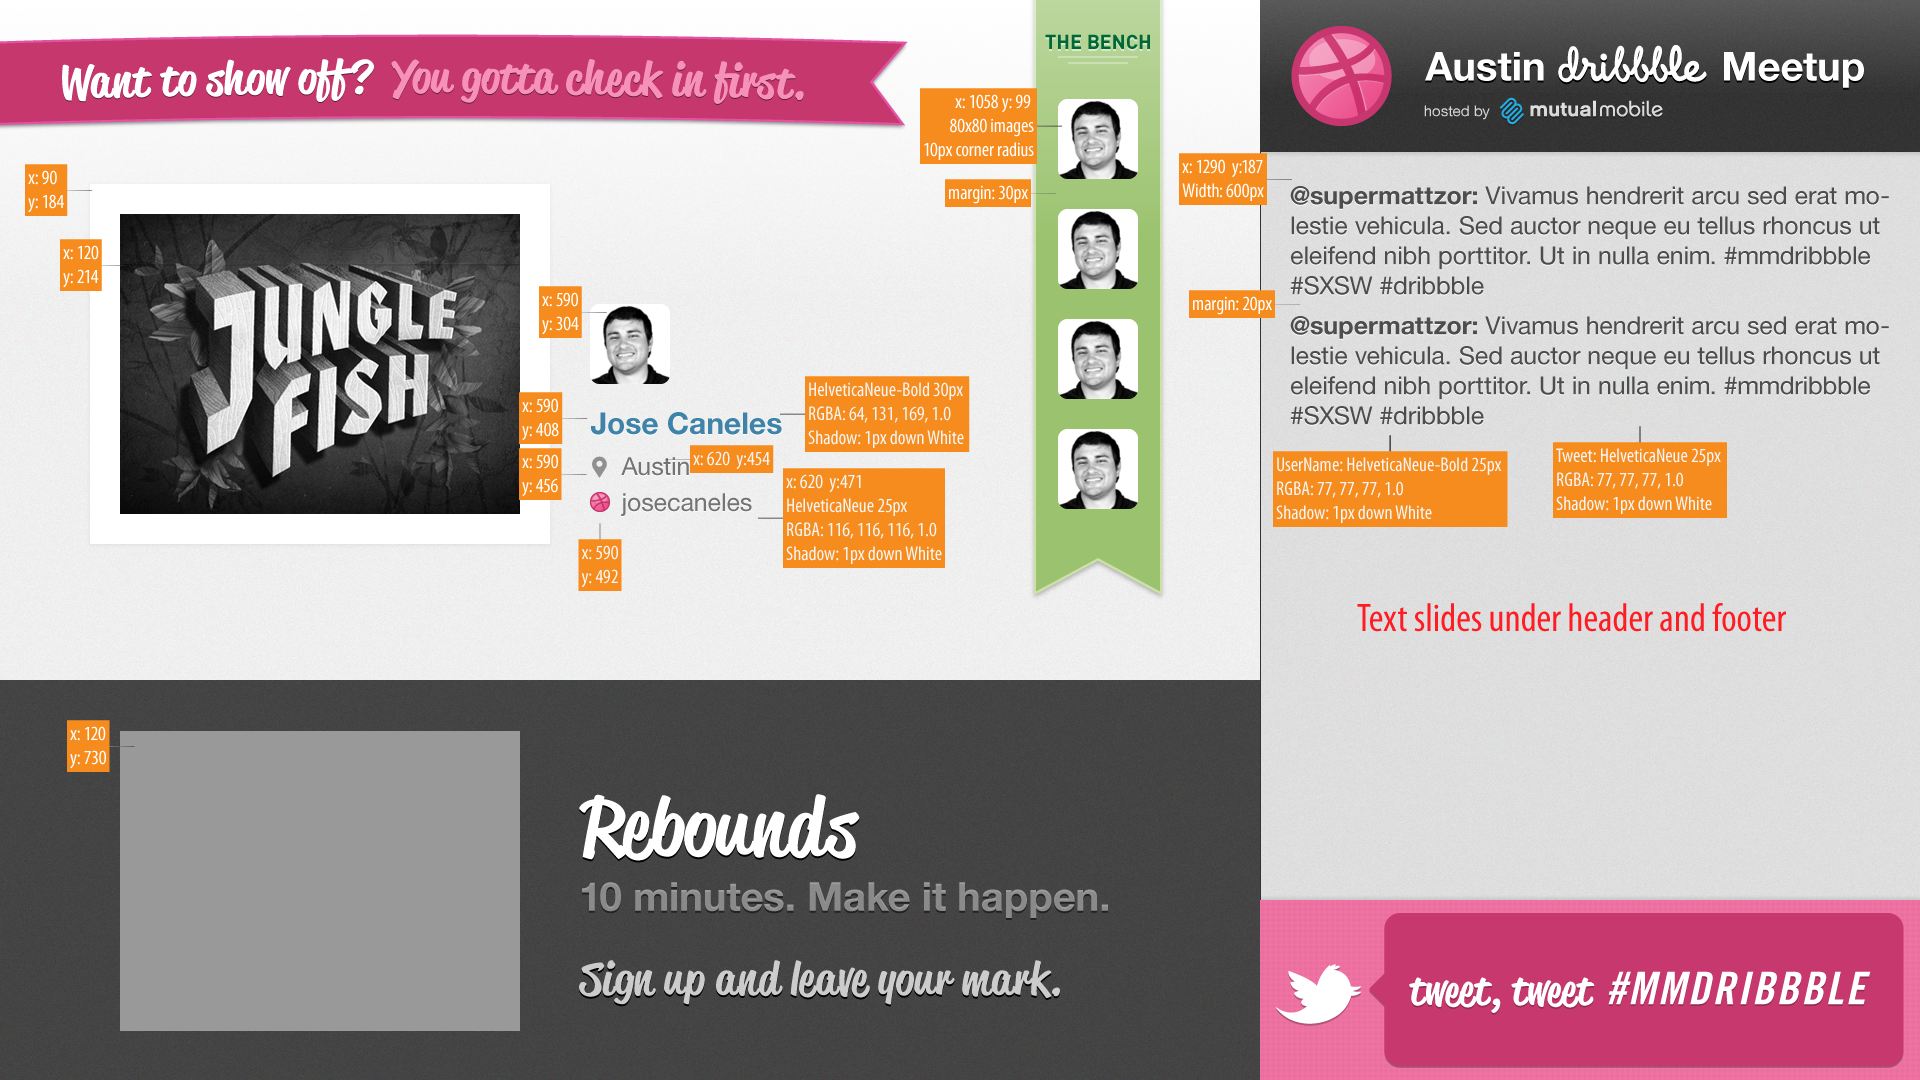 Want to show off? You gotta check in first.
x: 90
y: 184
x: 120
y: 214
JUNGLE
FISH
x: 590
y: 304
x: 590
y: 408
Jose Caneles
HelveticaNeue-Bold 30px
RGBA: 64, 131, 169, 1.0
Shadow: 1px down White
x: 590
y: 456
Austin
x: 620 y:454
josecaneles
x: 620 y:471
HelveticaNeue 25px
RGBA: 116, 116, 116, 1.0
Shadow: 1px down White
x: 590
y: 492
THE BENCH
x: 1058 y: 99
80x80 images
10px corner radius
margin: 30px
Austin dribbble Meetup
hosted by mutualmobile
x: 1290 y:187
Width: 600px
@supermattzor: Vivamus hendrerit arcu sed erat mo-
lestie vehicula. Sed auctor neque eu tellus rhoncus ut
eleifend nibh porttitor. Ut in nulla enim. #mmdribbble
#SXSW #dribbble
margin: 20px
@supermattzor: Vivamus hendrerit arcu sed erat mo-
lestie vehicula. Sed auctor neque eu tellus rhoncus ut
eleifend nibh porttitor. Ut in nulla enim. #mmdribbble
#SXSW #dribbble
UserName: HelveticaNeue-Bold 25px
RGBA: 77, 77, 77, 1.0
Shadow: 1px down White
Tweet: HelveticaNeue 25px
RGBA: 77, 77, 77, 1.0
Shadow: 1px down White
Text slides under header and footer
x: 120
y: 730
Rebounds
10 minutes. Make it happen.
Sign up and leave your mark.
tweet, tweet #MMDRIBBBLE